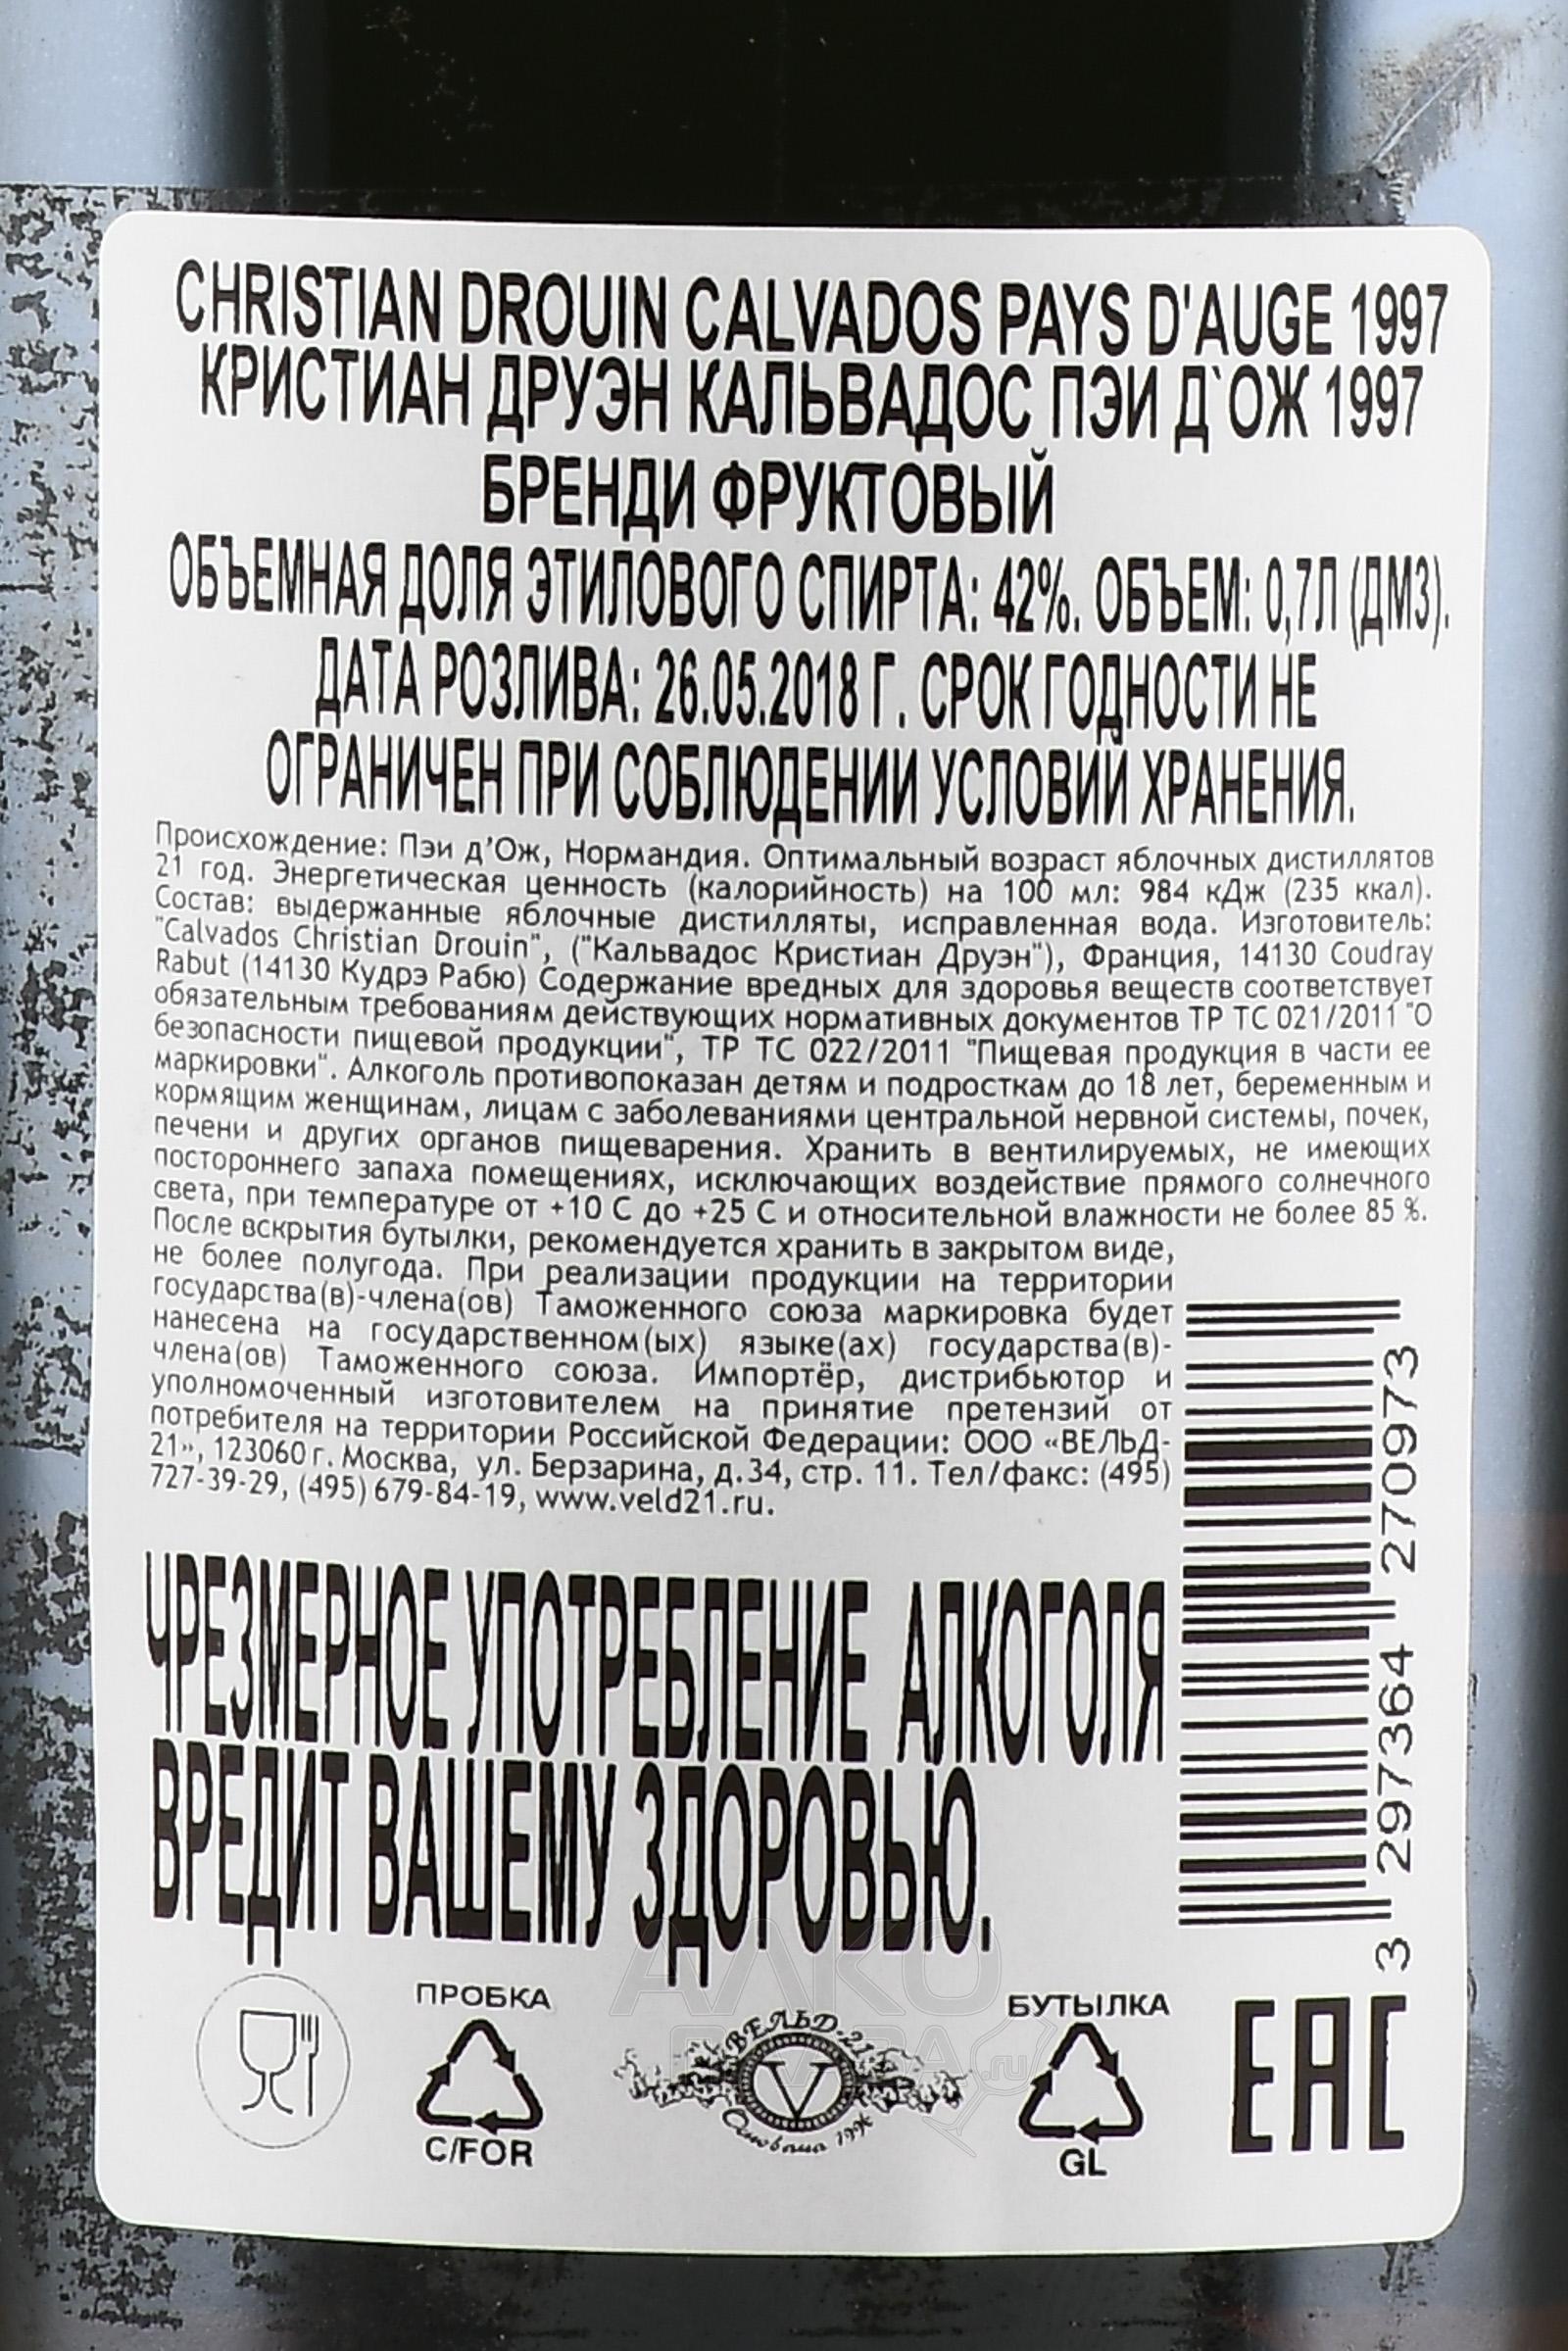 CHRISTIAN DROUIN CALVADOS PAYS D'AUGE 1997
КРИСТИАН ДРУЭН КАЛЬВАДОС ПЭИ Д`ОЖ 1997
БРЕНДИ ФРУКТОВЫЙ
ОБЪЕМНАЯ ДОЛЯ ЭТИЛОВОГО СПИРТА: 42%. ОБЪЕМ: 0,7Л (ДМ3).
ДАТА РОЗЛИВА: 26.05.2018 Г. СРОК ГОДНОСТИ НЕ
ОГРАНИЧЕН ПРИ СОБЛЮДЕНИИ УСЛОВИЙ ХРАНЕНИЯ.
Происхождение: Пэи д’Ож, Нормандия. Оптимальный возраст яблочных дистиллятов
21 год. Энергетическая ценность (калорийность) на 100 мл: 984 кДж (235 ккал).
Состав: выдержанные яблочные дистилляты, исправленная вода. Изготовитель:
"Calvados Christian Drouin", ("Кальвадос Кристиан Друэн"), Франция, 14130 Coudray
Rabut (14130 Кудрэ Рабю) Содержание вредных для здоровья веществ соответствует
обязательным требованиям действующих нормативных документов ТР ТС 021/2011 "О
безопасности пищевой продукции", ТР ТС 022/2011 "Пищевая продукция в части ее
маркировки". Алкоголь противопоказан детям и подросткам до 18 лет, беременным и
кормящим женщинам, лицам с заболеваниями центральной нервной системы, почек,
печени и других органов пищеварения. Хранить в вентилируемых, не имеющих
постороннего запаха помещениях, исключающих воздействие прямого солнечного
света, при температуре от +10 С до +25 С и относительной влажности не более 85 %.
После вскрытия бутылки, рекомендуется хранить в закрытом виде,
не более полугода. При реализации продукции на территории
государства(в)-члена(ов) Таможенного союза маркировка будет
нанесена на государственном(ых) языке(ах) государства(в)-
члена(ов) Таможенного союза. Импортёр, дистрибьютор и
уполномоченный изготовителем на принятие претензий от
потребителя на территории Российской Федерации: ООО «ВЕЛЬД-
21», 123060 г. Москва, ул. Берзарина, д.34, стр. 11. Тел/факс: (495)
727-39-29, (495) 679-84-19, www.veld21.ru.
3 297364 270973
ЧРЕЗМЕРНОЕ УПОТРЕБЛЕНИЕ АЛКОГОЛЯ
ВРЕДИТ ВАШЕМУ ЗДОРОВЬЮ.
ПРОБКА
C/FOR
ВЕЛЬД-21
V
Основана 1994
БУТЫЛКА
GL
EAC